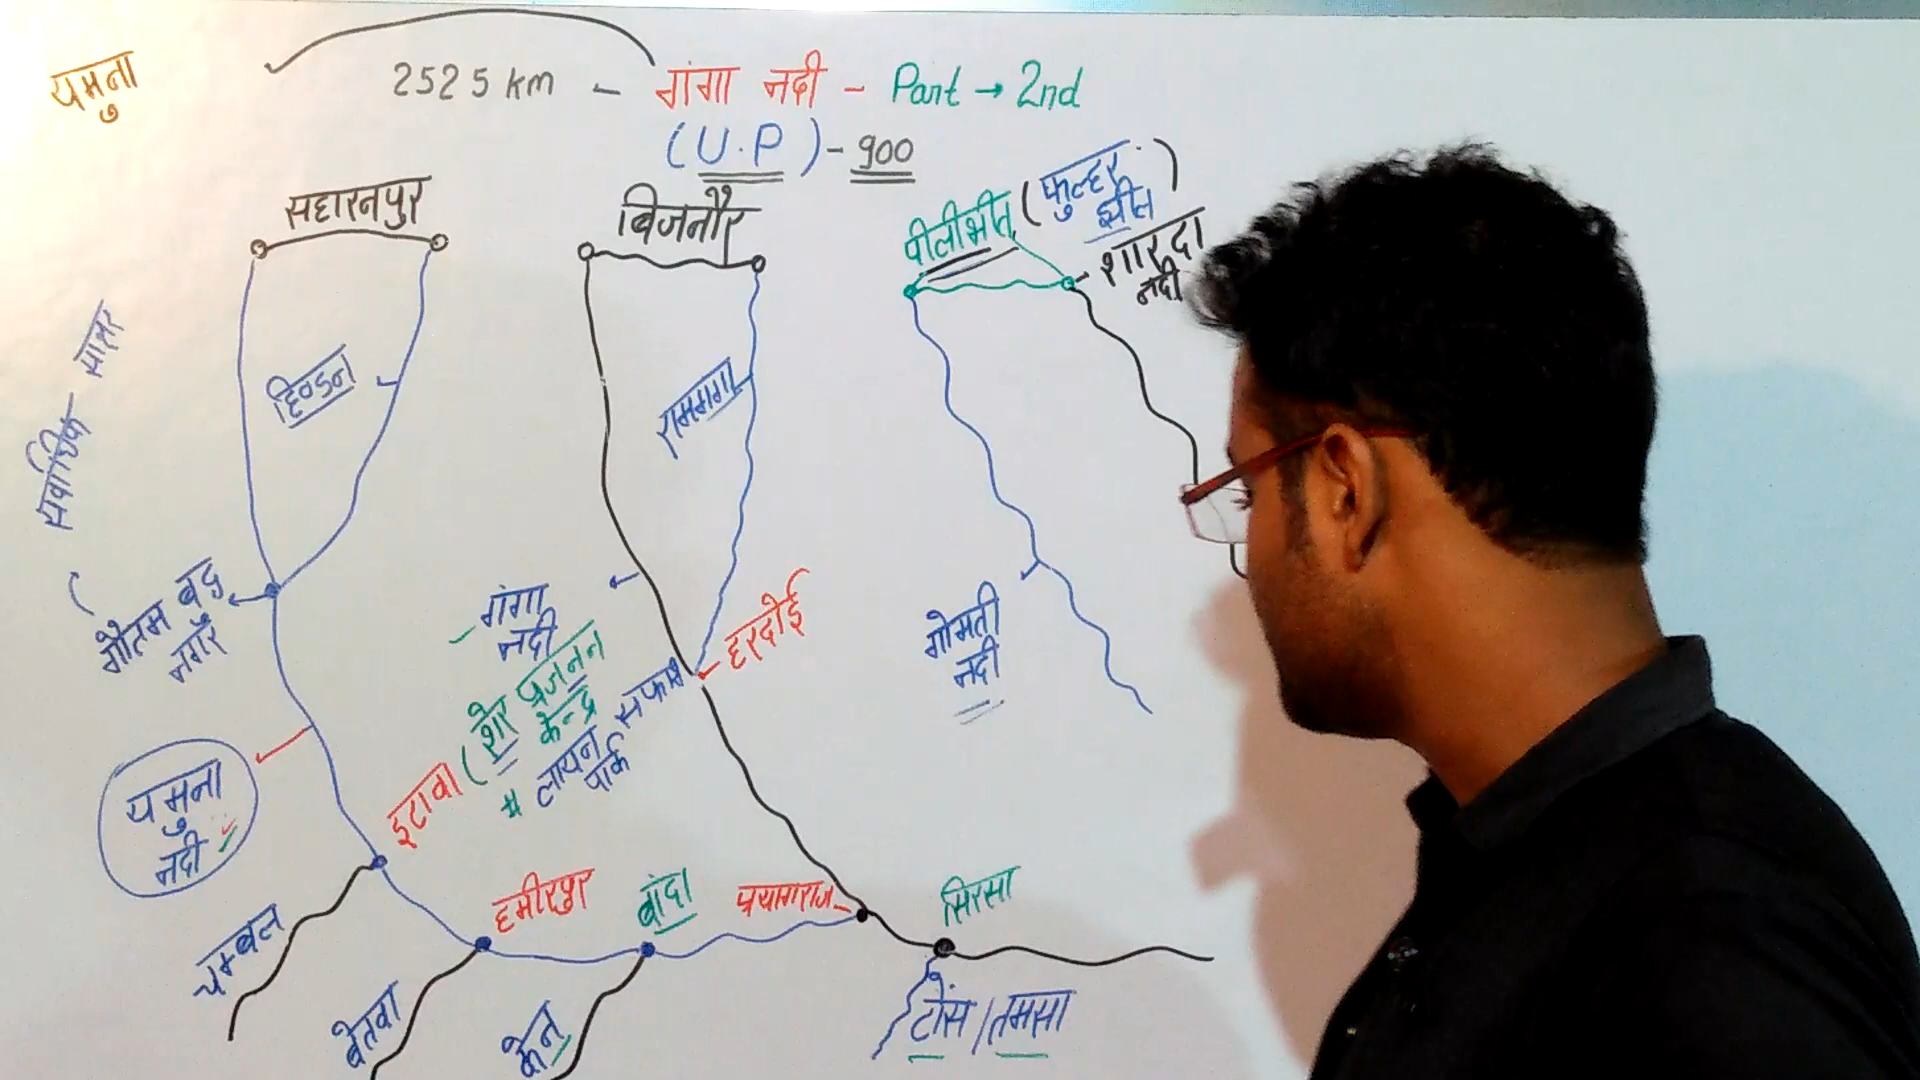 यमुना
2525 km - गंगा नदी - Part → 2nd
(U.P) - 900
सहारनपुर
बिजनौर
पीलीभीत (फुल्हर झील)
शारदा
नदी
हिण्डन
रामगंगा
सर्वाधिक
गौतम बुद्ध
नगर
गंगा
नदी
हरदोई
गोमती
नदी
यमुना
नदी
इटावा (शेर प्रजनन
केन्द्र
# लायन सफारी
पार्क
चम्बल
हमीरपुर
बांदा
प्रयागराज
सिरसा
बेतवा
केन
टोंस / तमसा